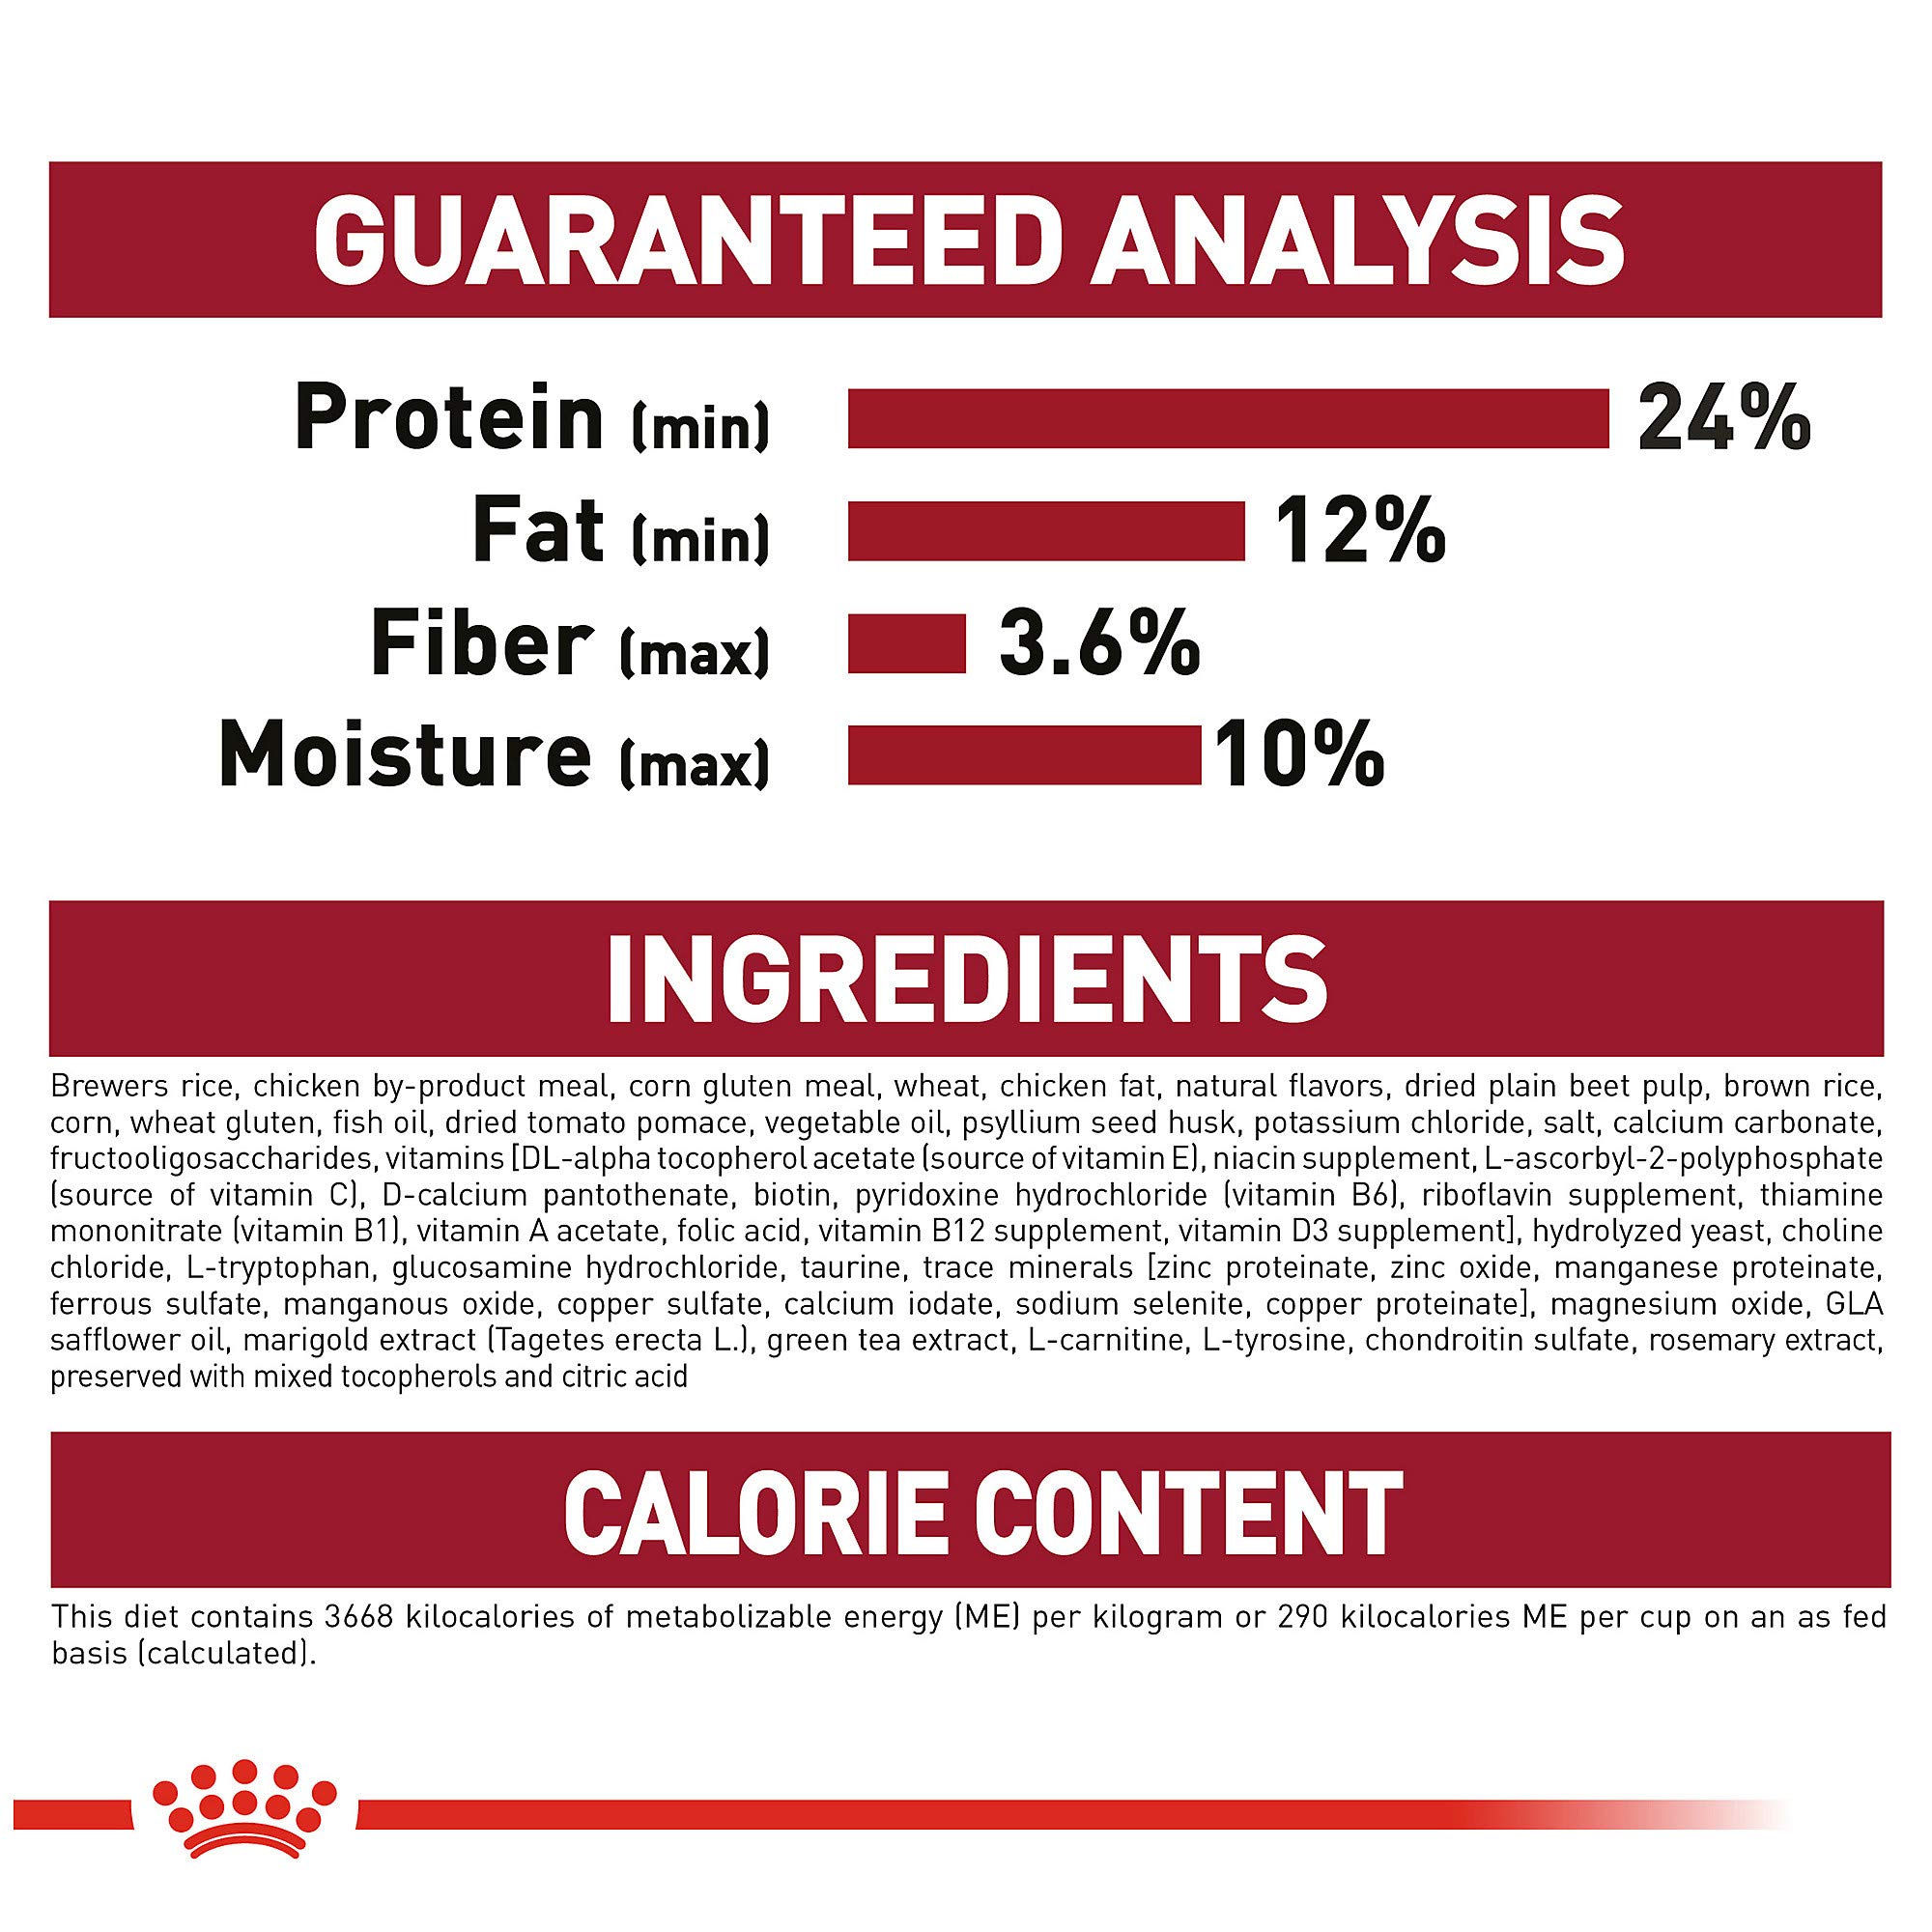 GUARANTEED ANALYSIS
Protein (min) 24%
Fat (min) 12%
Fiber (max) 3.6%
Moisture (max) 10%
INGREDIENTS
Brewers rice, chicken by-product meal, corn gluten meal, wheat, chicken fat, natural flavors, dried plain beet pulp, brown rice,
corn, wheat gluten, fish oil, dried tomato pomace, vegetable oil, psyllium seed husk, potassium chloride, salt, calcium carbonate,
fructooligosaccharides, vitamins [DL-alpha tocopherol acetate (source of vitamin E), niacin supplement, L-ascorbyl-2-polyphosphate
(source of vitamin C), D-calcium pantothenate, biotin, pyridoxine hydrochloride (vitamin B6), riboflavin supplement, thiamine
mononitrate (vitamin B1), vitamin A acetate, folic acid, vitamin B12 supplement, vitamin D3 supplement], hydrolyzed yeast, choline
chloride, L-tryptophan, glucosamine hydrochloride, taurine, trace minerals [zinc proteinate, zinc oxide, manganese proteinate,
ferrous sulfate, manganous oxide, copper sulfate, calcium iodate, sodium selenite, copper proteinate], magnesium oxide, GLA
safflower oil, marigold extract (Tagetes erecta L.), green tea extract, L-carnitine, L-tyrosine, chondroitin sulfate, rosemary extract,
preserved with mixed tocopherols and citric acid
CALORIE CONTENT
This diet contains 3668 kilocalories of metabolizable energy (ME) per kilogram or 290 kilocalories ME per cup on an as fed
basis (calculated).